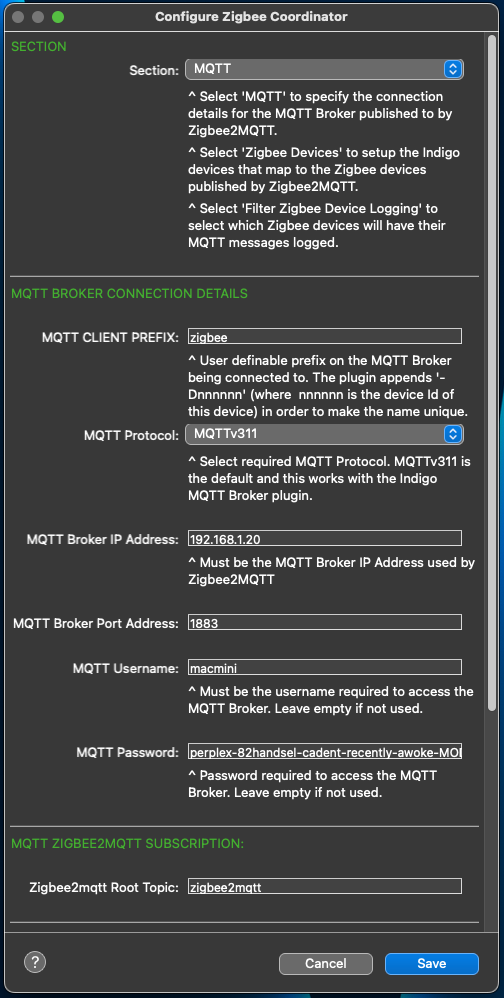 Configure Zigbee Coordinator
SECTION
Section: MQTT
^ Select 'MQTT' to specify the connection
details for the MQTT Broker published to by
Zigbee2MQTT.
^ Select 'Zigbee Devices' to setup the Indigo
devices that map to the Zigbee devices
published by Zigbee2MQTT.
^ Select 'Filter Zigbee Device Logging' to
select which Zigbee devices will have their
MQTT messages logged.
MQTT BROKER CONNECTION DETAILS
MQTT CLIENT PREFIX: zigbee
^ User definable prefix on the MQTT Broker
being connected to. The plugin appends '-
Dnnnnnn' (where nnnnnn is the device Id of
this device) in order to make the name unique.
MQTT Protocol: MQTTv311
^ Select required MQTT Protocol. MQTTv311 is
the default and this works with the Indigo
MQTT Broker plugin.
MQTT Broker IP Address: 192.168.1.20
^ Must be the MQTT Broker IP Address used by
Zigbee2MQTT
MQTT Broker Port Address: 1883
MQTT Username: macmini
^ Must be the username required to access the
MQTT Broker. Leave empty if not used.
MQTT Password: perplex-82handsel-cadent-recently-awoke-
^ Password required to access the MQTT
Broker. Leave empty if not used.
MQTT ZIGBEE2MQTT SUBSCRIPTION:
Zigbee2mqtt Root Topic: zigbee2mqtt
? Cancel Save